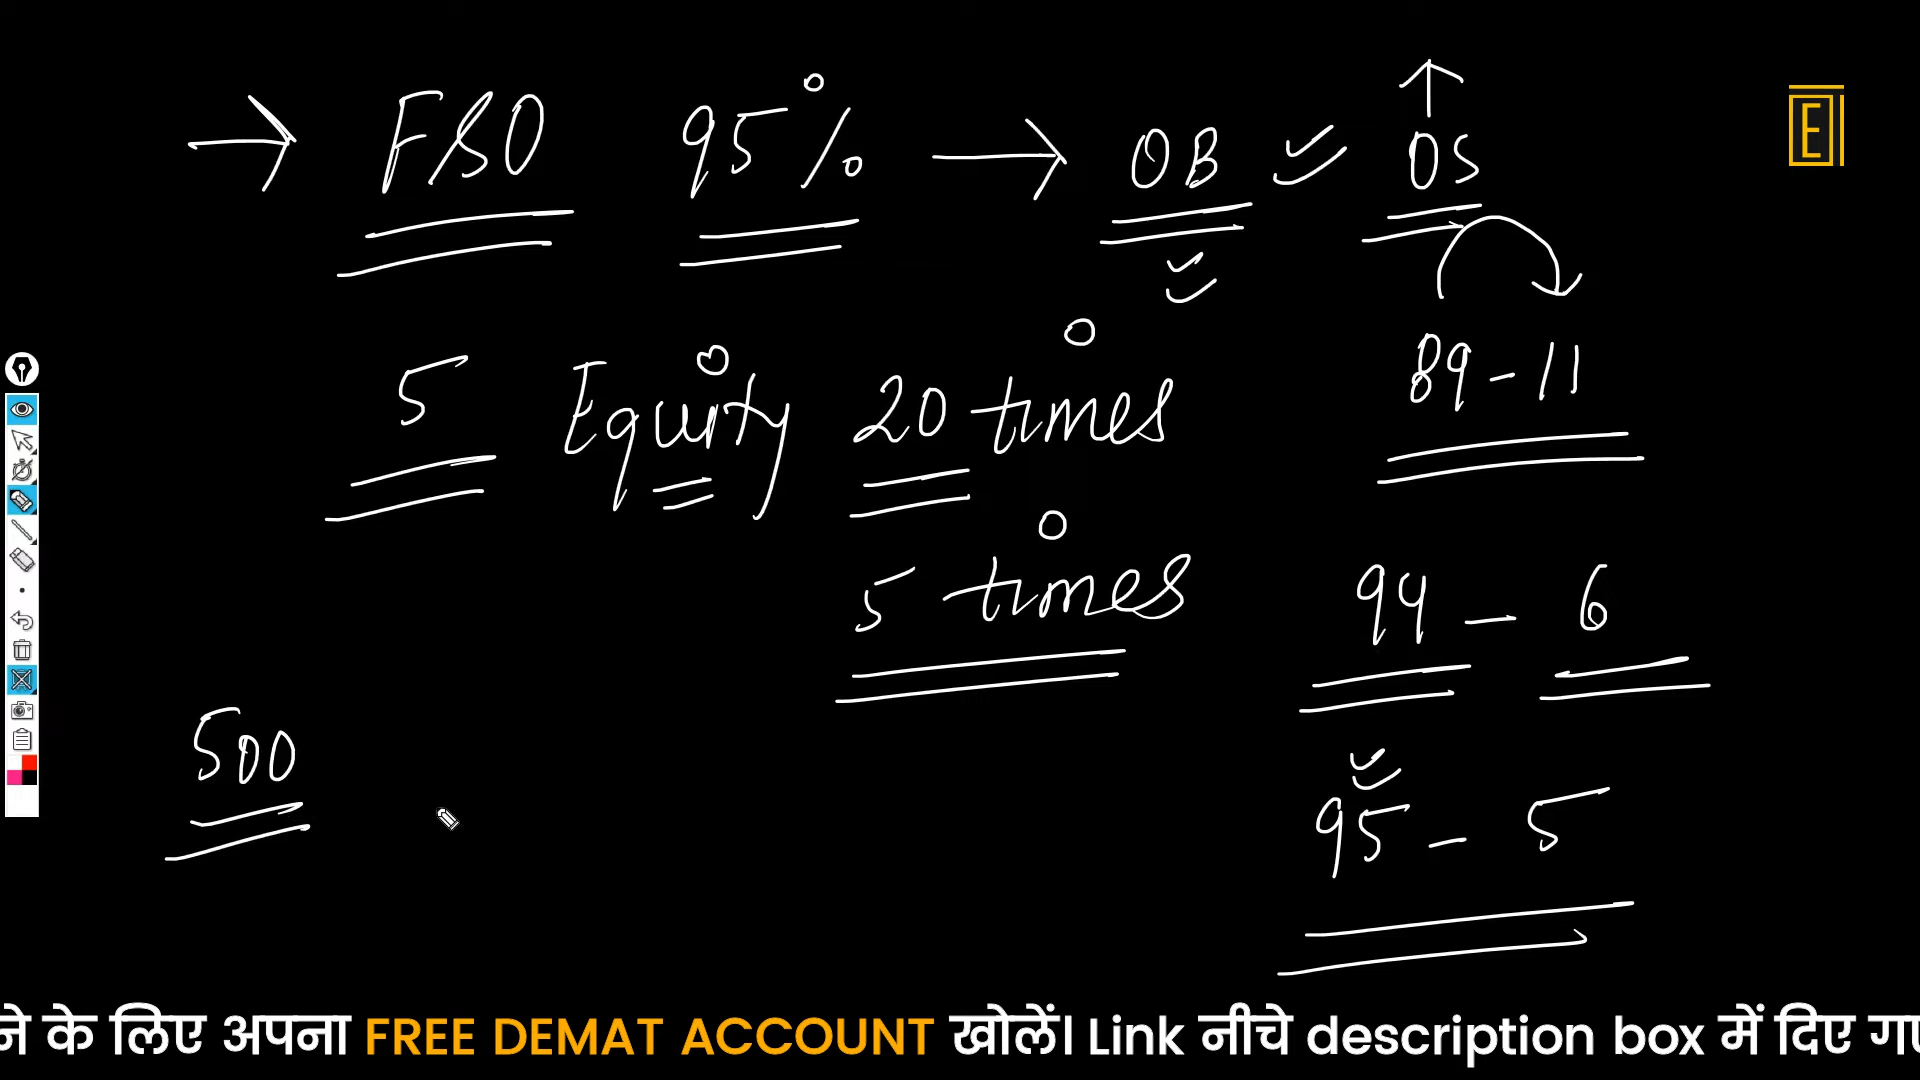 → F&O 95% → OB OS ↑
89 - 11
5 Equity 20 times
5 times
94 - 6
500
95 - 5
ने के लिए अपना FREE DEMAT ACCOUNT खोलें। Link नीचे description box में दिए